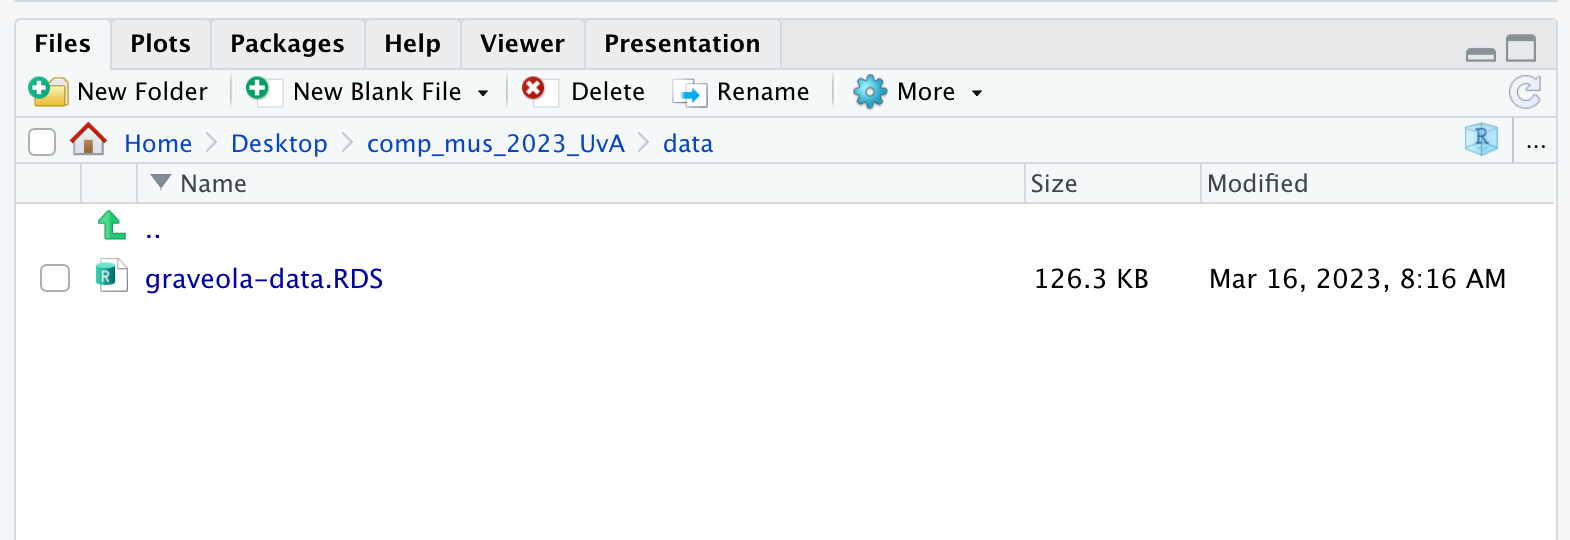 Files Plots Packages Help Viewer Presentation
New Folder New Blank File Delete Rename More
Home Desktop comp_mus_2023_UvA data R ...
Name Size Modified
..
R graveola-data.RDS 126.3 KB Mar 16, 2023, 8:16 AM